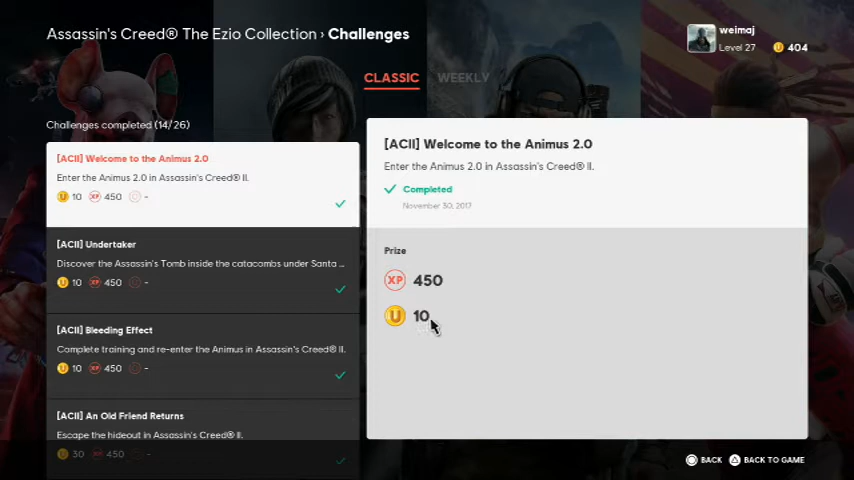 Assassin's Creed® The Ezio Collection › Challenges
weimaj
Level 27
U 404
CLASSIC WEEKLY
Challenges completed (14/26)
[ACII] Welcome to the Animus 2.0
Enter the Animus 2.0 in Assassin's Creed® II.
U 10 XP 450 -
[ACII] Undertaker
Discover the Assassin's Tomb inside the catacombs under Santa ...
U 10 XP 450 -
[ACII] Bleeding Effect
Complete training and re-enter the Animus in Assassin's Creed® II.
U 10 XP 450 -
[ACII] An Old Friend Returns
Escape the hideout in Assassin's Creed® II.
U 30 XP 450 -
[ACII] Welcome to the Animus 2.0
Enter the Animus 2.0 in Assassin's Creed® II.
Completed
November 30, 2017
Prize
XP 450
U 10
BACK BACK TO GAME